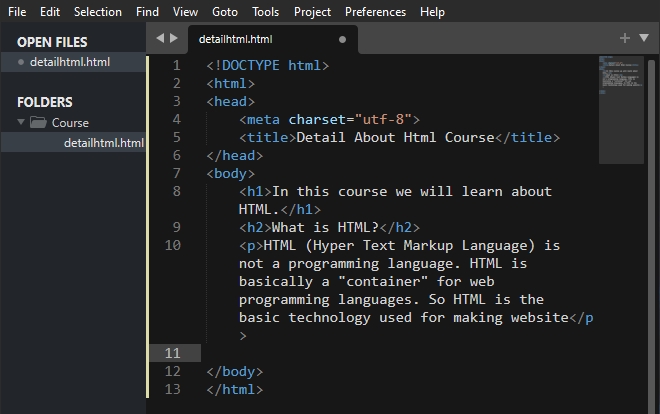 File Edit Selection Find View Goto Tools Project Preferences Help
OPEN FILES
detailhtml.html
FOLDERS
Course
detailhtml.html
detailhtml.html
1 <!DOCTYPE html>
2 <html>
3 <head>
4 <meta charset="utf-8">
5 <title>Detail About Html Course</title>
6 </head>
7 <body>
8 <h1>In this course we will learn about
HTML.</h1>
9 <h2>What is HTML?</h2>
10 <p>HTML (Hyper Text Markup Language) is
not a programming language. HTML is
basically a "container" for web
programming languages. So HTML is the
basic technology used for making website</p
>
11
12 </body>
13 </html>